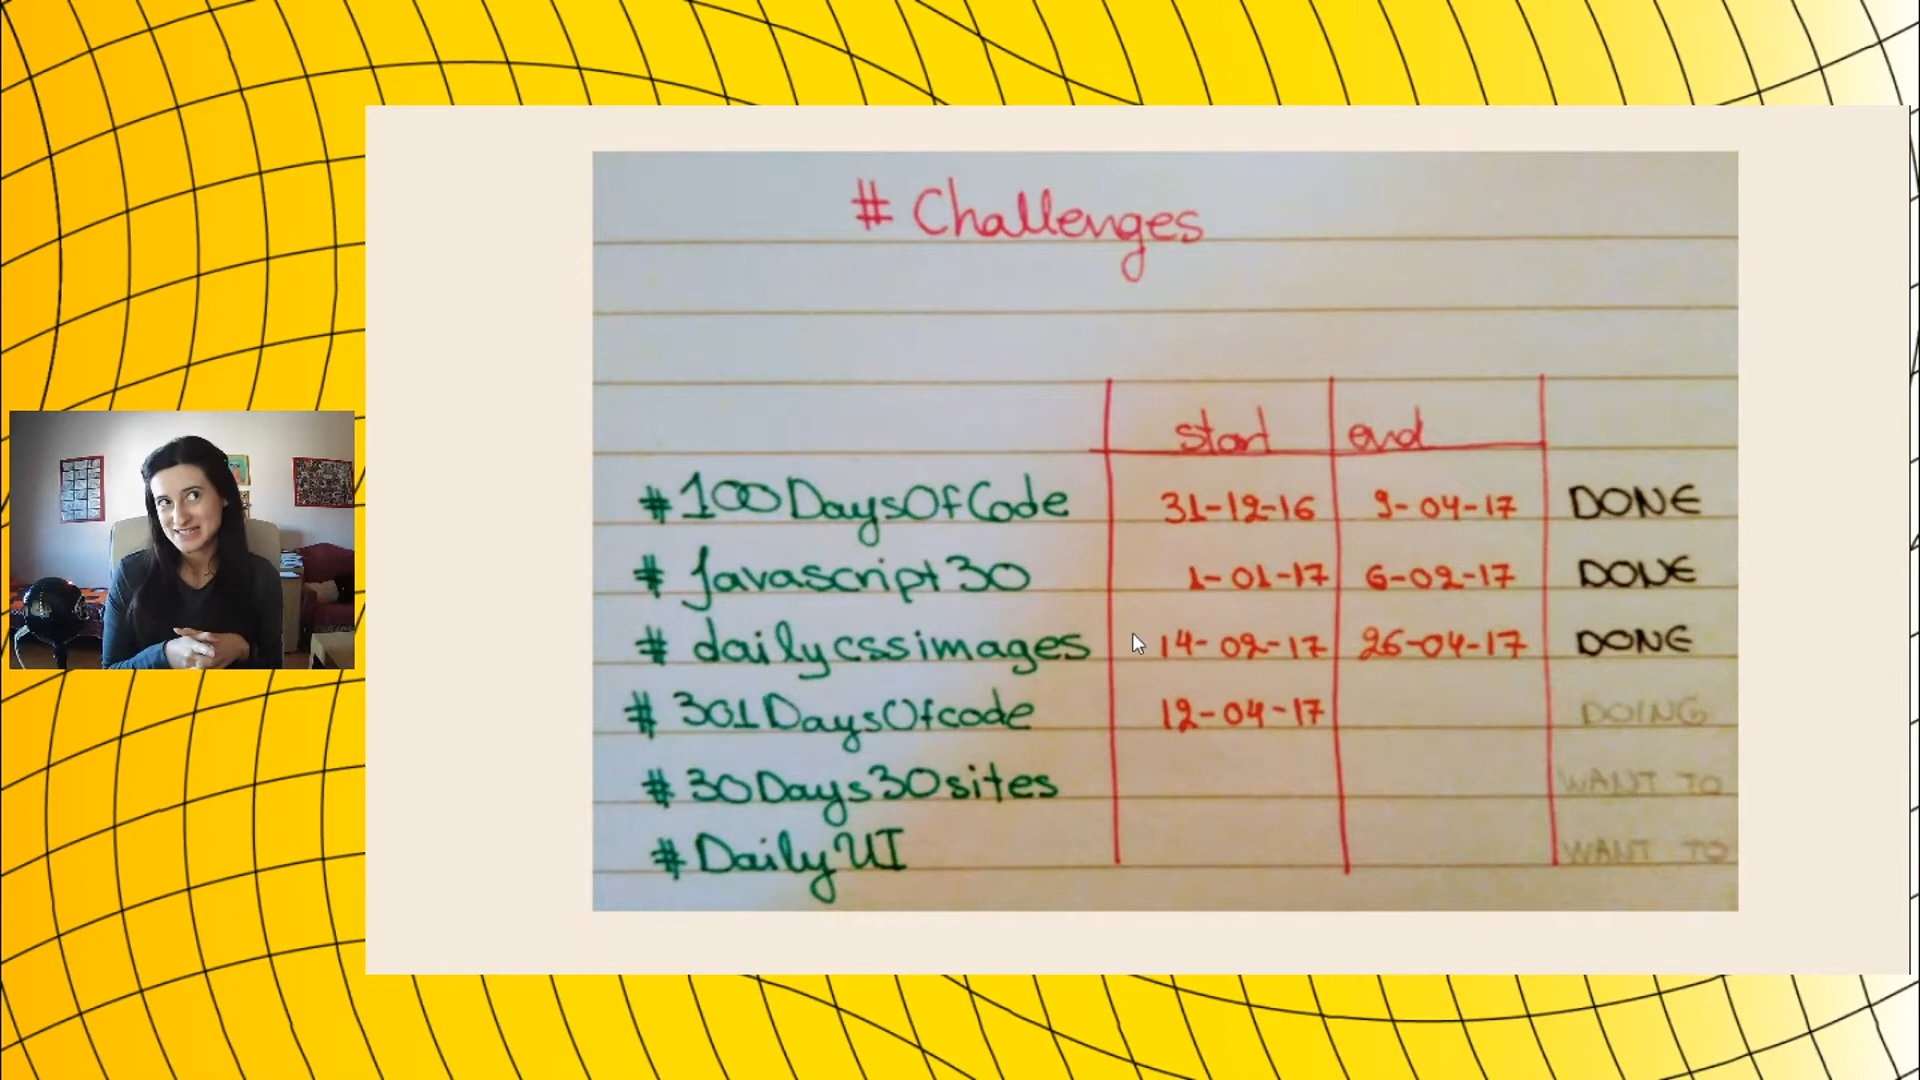 # Challenges
start end
#100DaysOfCode 31-12-16 9-04-17 DONE
# Javascript30 1-01-17 6-02-17 DONE
# dailycssimages 14-02-17 26-04-17 DONE
# 301DaysOfcode 12-04-17 DOING
#30Days30sites WANT TO
#DailyUI WANT TO